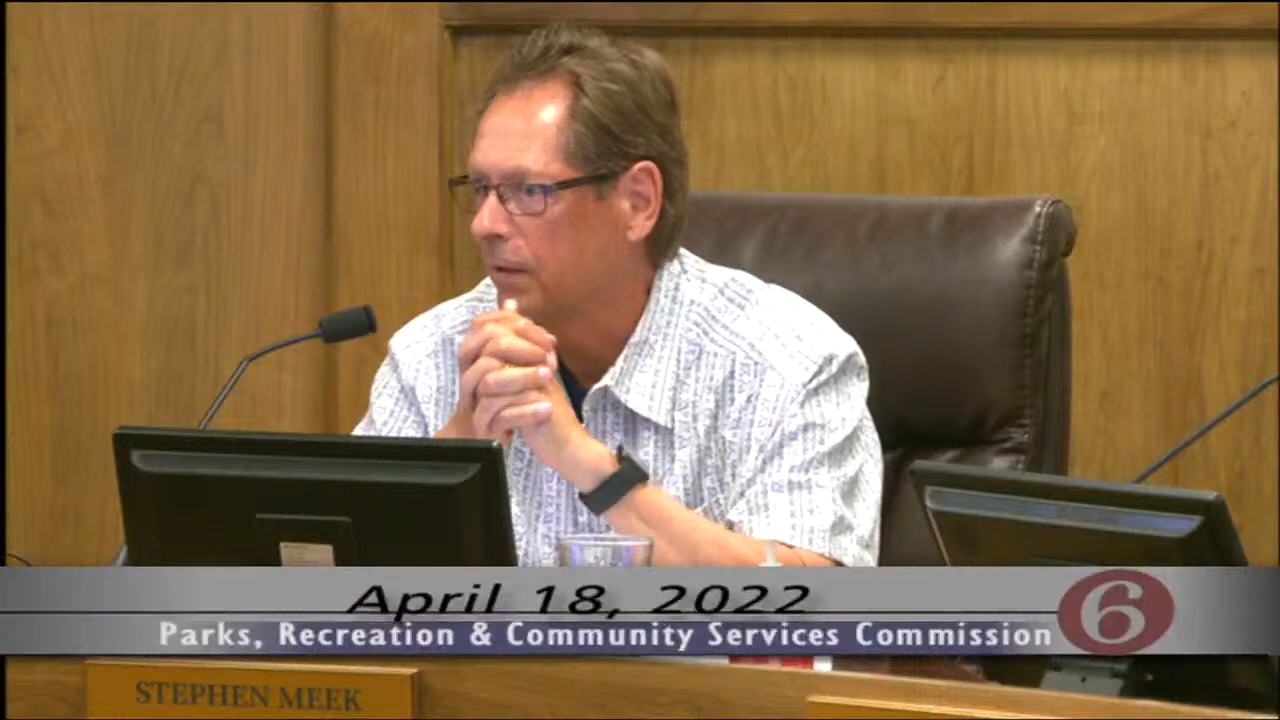 April 18, 2022
Parks, Recreation & Community Services Commission
6
STEPHEN MEEK